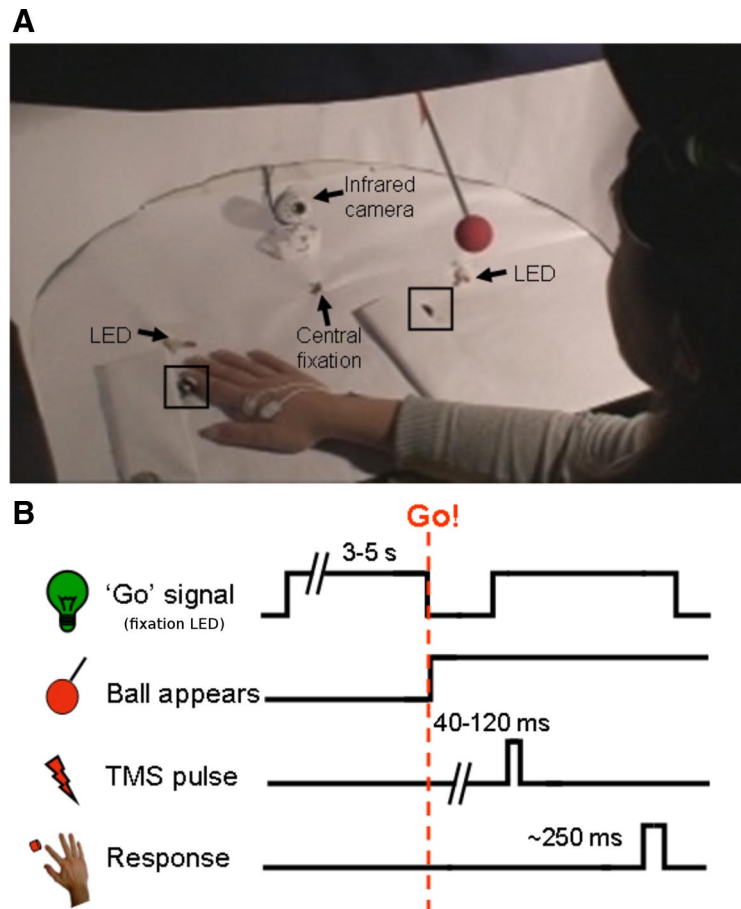 A
Infrared
camera
LED
LED
Central
fixation
B
Go!
3-5 s
‘Go’ signal
(fixation LED)
Ball appears
40-120 ms
TMS pulse
~250 ms
Response